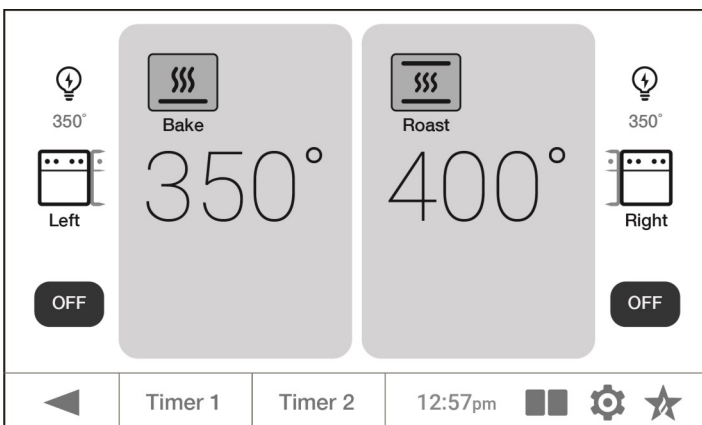 350°
Left
OFF
Bake
350°
Roast
400°
350°
Right
OFF
Timer 1
Timer 2
12:57pm